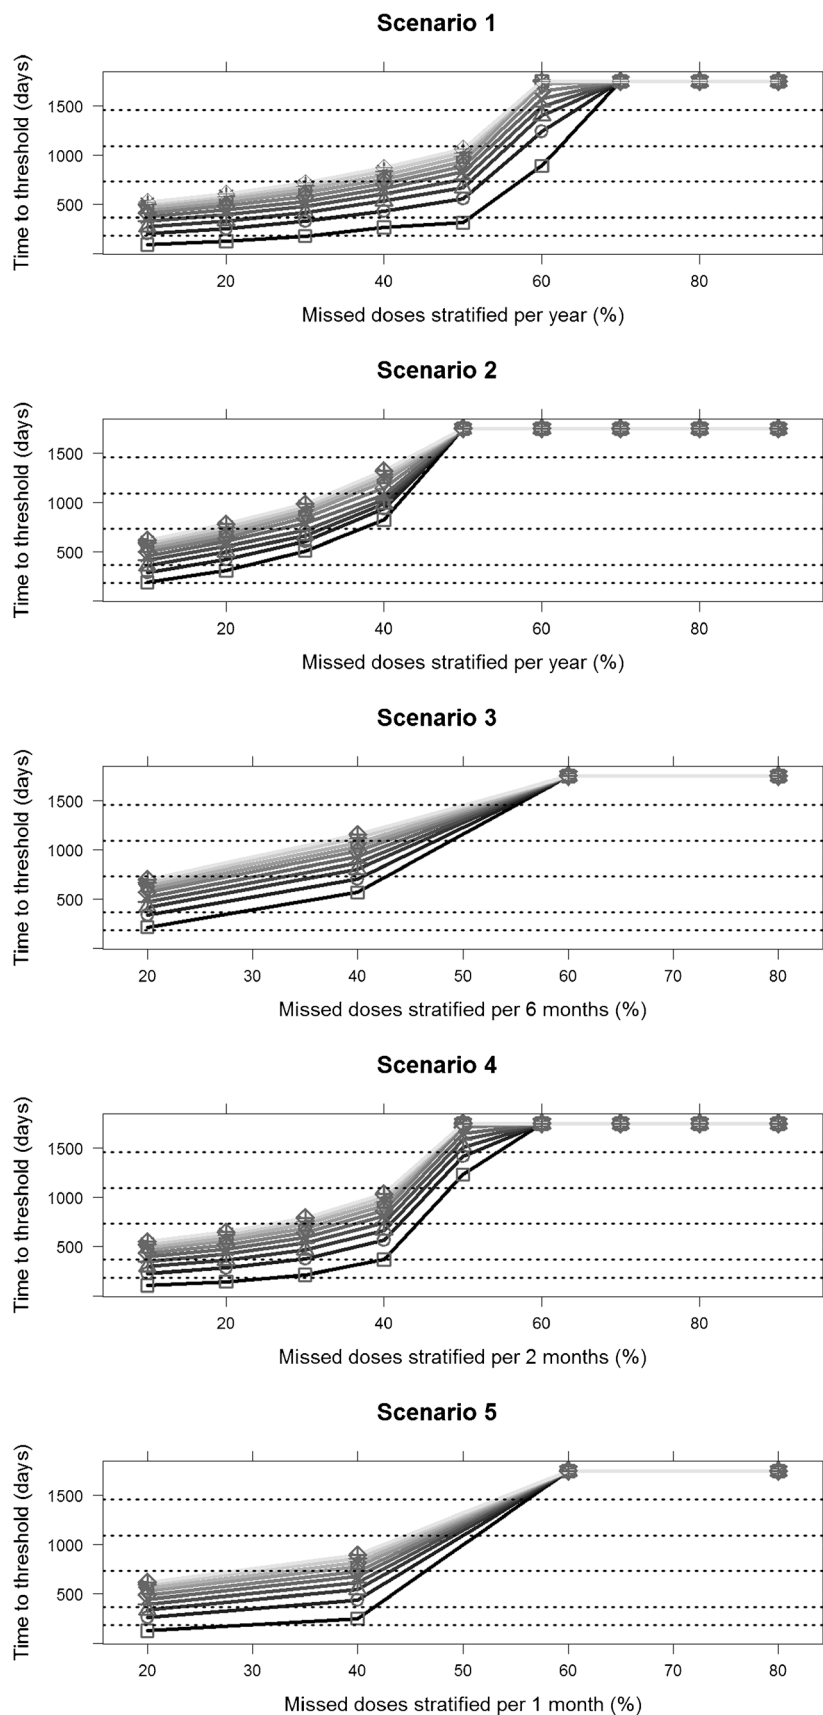 Scenario 1
Time to threshold (days)
1500
1000
500
20 40 60 80
Missed doses stratified per year (%)
Scenario 2
Time to threshold (days)
1500
1000
500
20 40 60 80
Missed doses stratified per year (%)
Scenario 3
Time to threshold (days)
1500
1000
500
20 30 40 50 60 70 80
Missed doses stratified per 6 months (%)
Scenario 4
Time to threshold (days)
1500
1000
500
20 40 60 80
Missed doses stratified per 2 months (%)
Scenario 5
Time to threshold (days)
1500
1000
500
20 30 40 50 60 70 80
Missed doses stratified per 1 month (%)